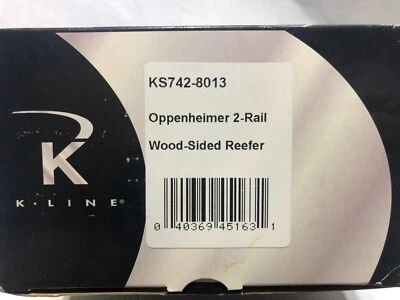 KS742-8013
Oppenheimer 2-Rail
Wood-Sided Reefer
0 40369 45163 1
K
K·LINE®